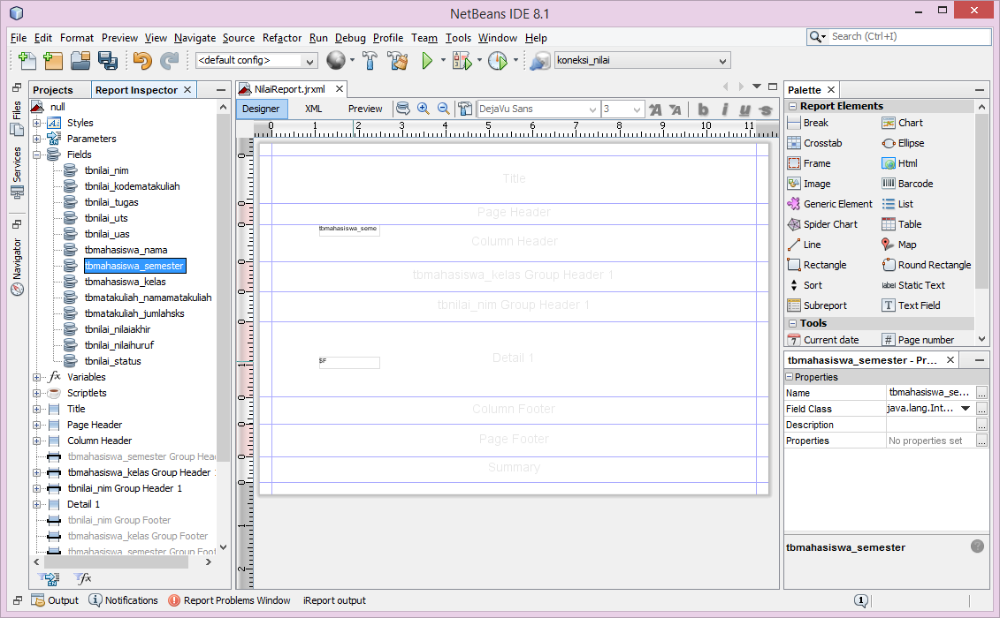 NetBeans IDE 8.1
File Edit Format Preview View Navigate Source Refactor Run Debug Profile Team Tools Window Help
Search (Ctrl+I)
<default config>
koneksi_nilai
Files
Services
Navigator
Projects
Report Inspector
null
Styles
Parameters
Fields
tbnilai_nim
tbnilai_kodematakuliah
tbnilai_tugas
tbnilai_uts
tbnilai_uas
tbmahasiswa_nama
tbmahasiswa_semester
tbmahasiswa_kelas
tbmatakuliah_namamatakuliah
tbmatakuliah_jumlahsks
tbnilai_nilaiakhir
tbnilai_nilaihuruf
tbnilai_status
Variables
Scriptlets
Title
Page Header
Column Header
tbmahasiswa_semester Group Hea
tbmahasiswa_kelas Group Header
tbnilai_nim Group Header 1
Detail 1
tbnilai_nim Group Footer
tbmahasiswa_kelas Group Footer
tbmahasiswa_semester Group Foot
NilaiReport.jrxml
Designer XML Preview
DejaVu Sans 3
b i u s
0 1 2 3 4 5 6 7 8 9 10 11
Title
Page Header
tbmahasiswa_seme
Column Header
tbmahasiswa_kelas Group Header 1
tbnilai_nim Group Header 1
Detail 1
$F
Column Footer
Page Footer
Summary
Palette
Report Elements
Break Chart
Crosstab Ellipse
Frame Html
Image Barcode
Generic Element List
Spider Chart Table
Line Map
Rectangle Round Rectangle
Sort Static Text
Subreport Text Field
Tools
Current date Page number
tbmahasiswa_semester - Pr...
Properties
Name tbmahasiswa_se...
Field Class java.lang.Int...
Description
Properties No properties set
tbmahasiswa_semester
Output Notifications Report Problems Window iReport output
1